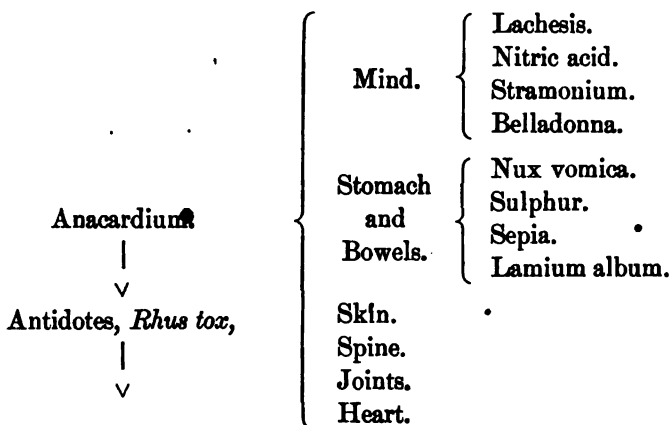 Anacardium.
Antidotes, Rhus tox,
Mind.
Lachesis.
Nitric acid.
Stramonium.
Belladonna.
Stomach
and
Bowels.
Nux vomica.
Sulphur.
Sepia.
Lamium album.
Skin.
Spine.
Joints.
Heart.